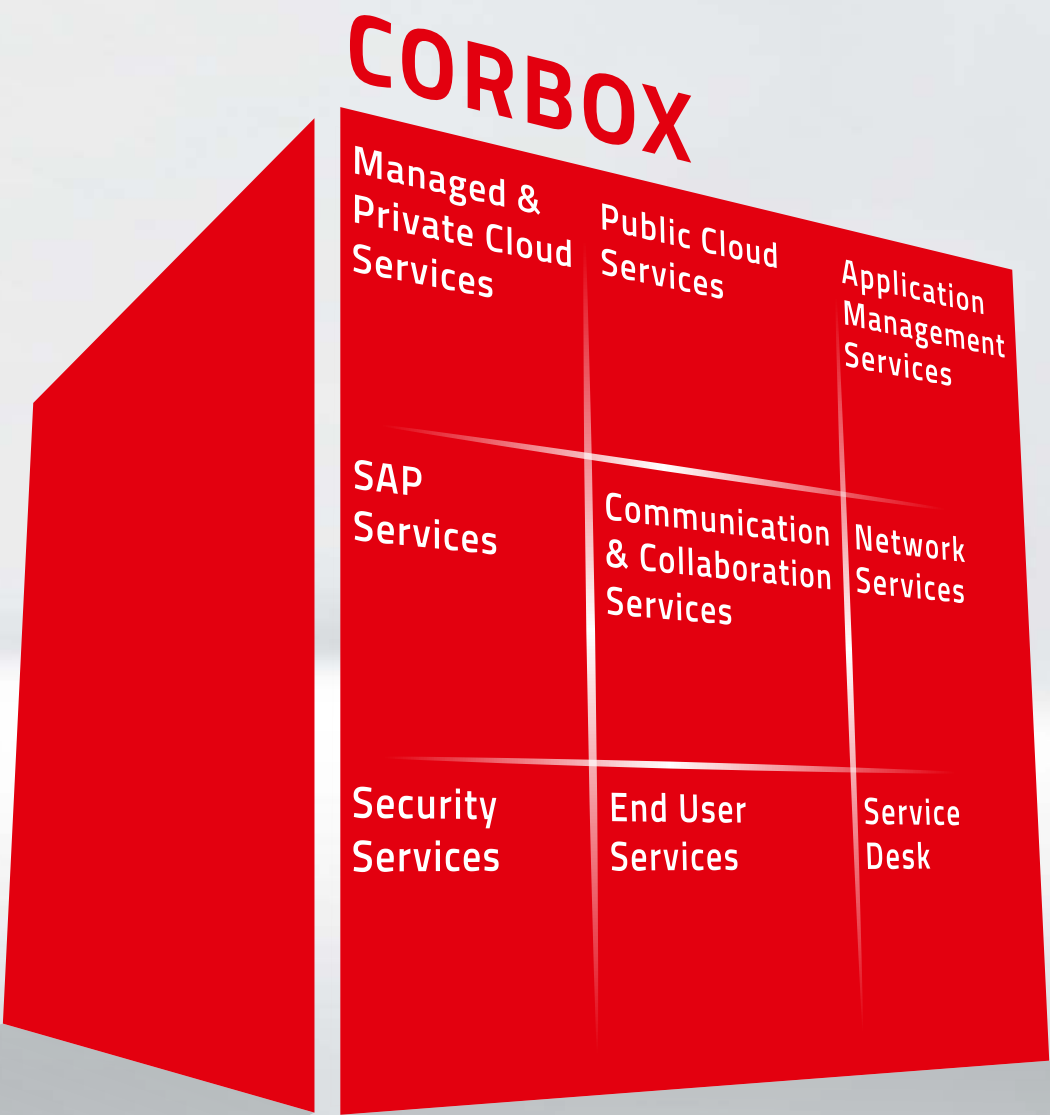 CORBOX
Managed &
Private Cloud
Services
Public Cloud
Services
Application
Management
Services
SAP
Services
Communication
& Collaboration
Services
Network
Services
Security
Services
End User
Services
Service
Desk